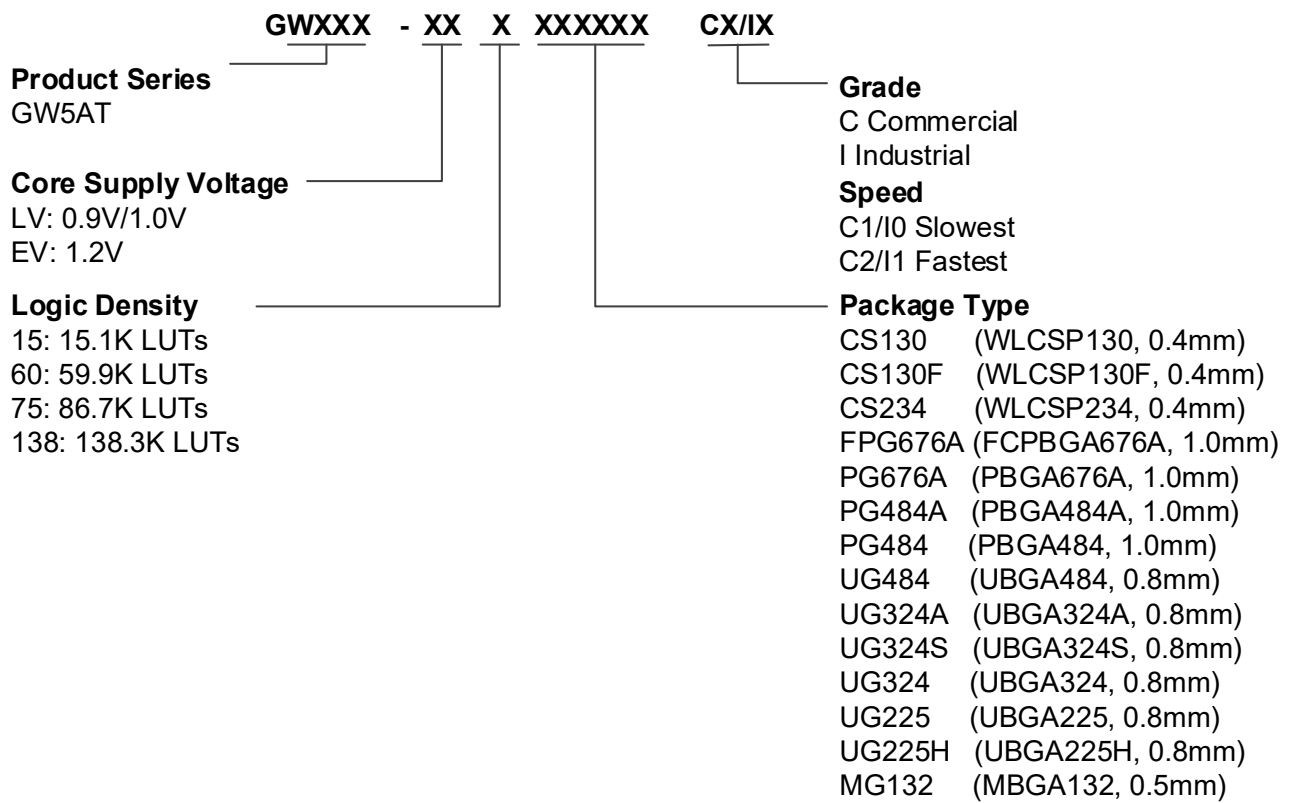 GWXXX - XX X XXXXXX CX/IX
Product Series
GW5AT
Core Supply Voltage
LV: 0.9V/1.0V
EV: 1.2V
Logic Density
15: 15.1K LUTs
60: 59.9K LUTs
75: 86.7K LUTs
138: 138.3K LUTs
Grade
C Commercial
I Industrial
Speed
C1/I0 Slowest
C2/I1 Fastest
Package Type
CS130 (WLCSP130, 0.4mm)
CS130F (WLCSP130F, 0.4mm)
CS234 (WLCSP234, 0.4mm)
FPG676A (FCPBGA676A, 1.0mm)
PG676A (PBGA676A, 1.0mm)
PG484A (PBGA484A, 1.0mm)
PG484 (PBGA484, 1.0mm)
UG484 (UBGA484, 0.8mm)
UG324A (UBGA324A, 0.8mm)
UG324S (UBGA324S, 0.8mm)
UG324 (UBGA324, 0.8mm)
UG225 (UBGA225, 0.8mm)
UG225H (UBGA225H, 0.8mm)
MG132 (MBGA132, 0.5mm)